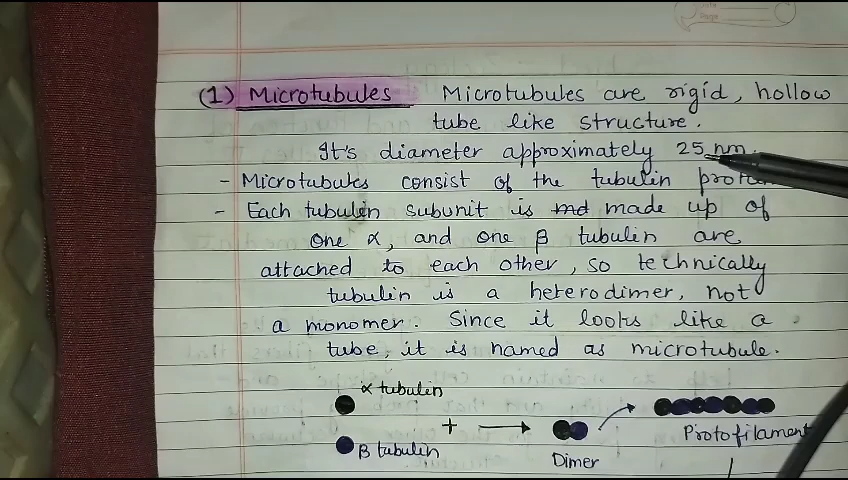 (1) Microtubules Microtubules are rigid, hollow
tube like structure.
It's diameter approximately 25 nm.
- Microtubules consist of the tubulin
- Each tubulin subunit is made up of
one α, and one β tubulin are
attached to each other, so technically
tubulin is a heterodimer, not
a monomer. Since it looks like a
tube, it is named as microtubule.
α tubulin
+
β tubulin
Dimer
Protofilament